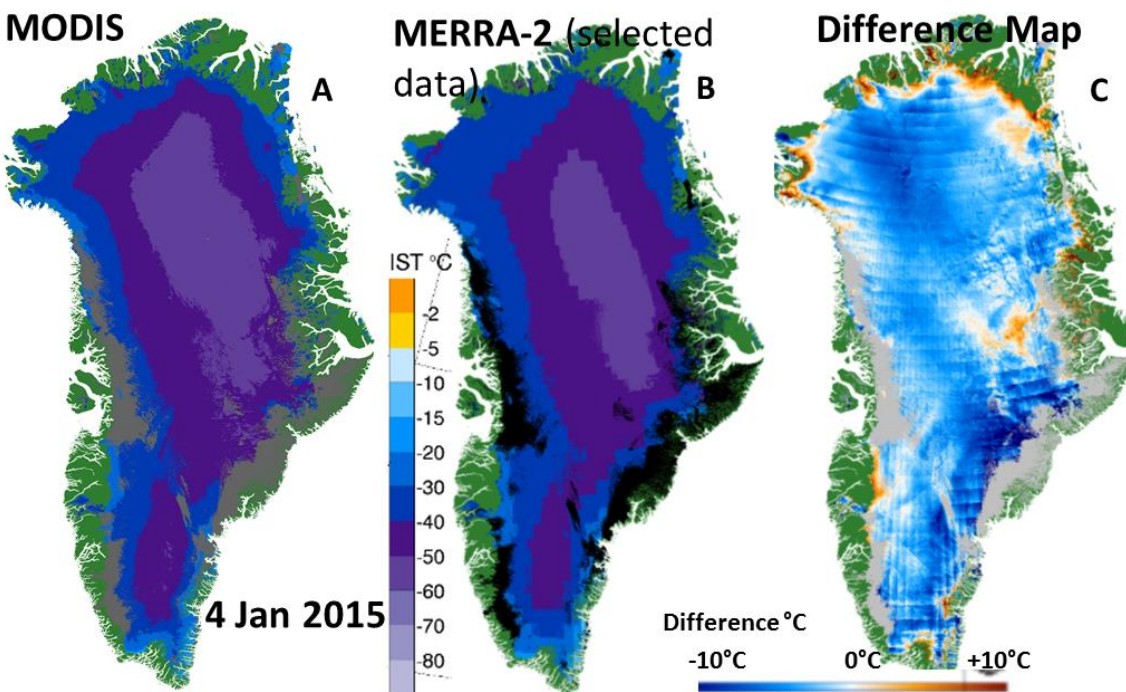 MODIS
A
MERRA-2 (selected
data)
B
Difference Map
C
IST °C
-2
-5
-10
-15
-20
-30
-40
-50
-60
-70
-80
4 Jan 2015
Difference °C
-10°C 0°C +10°C